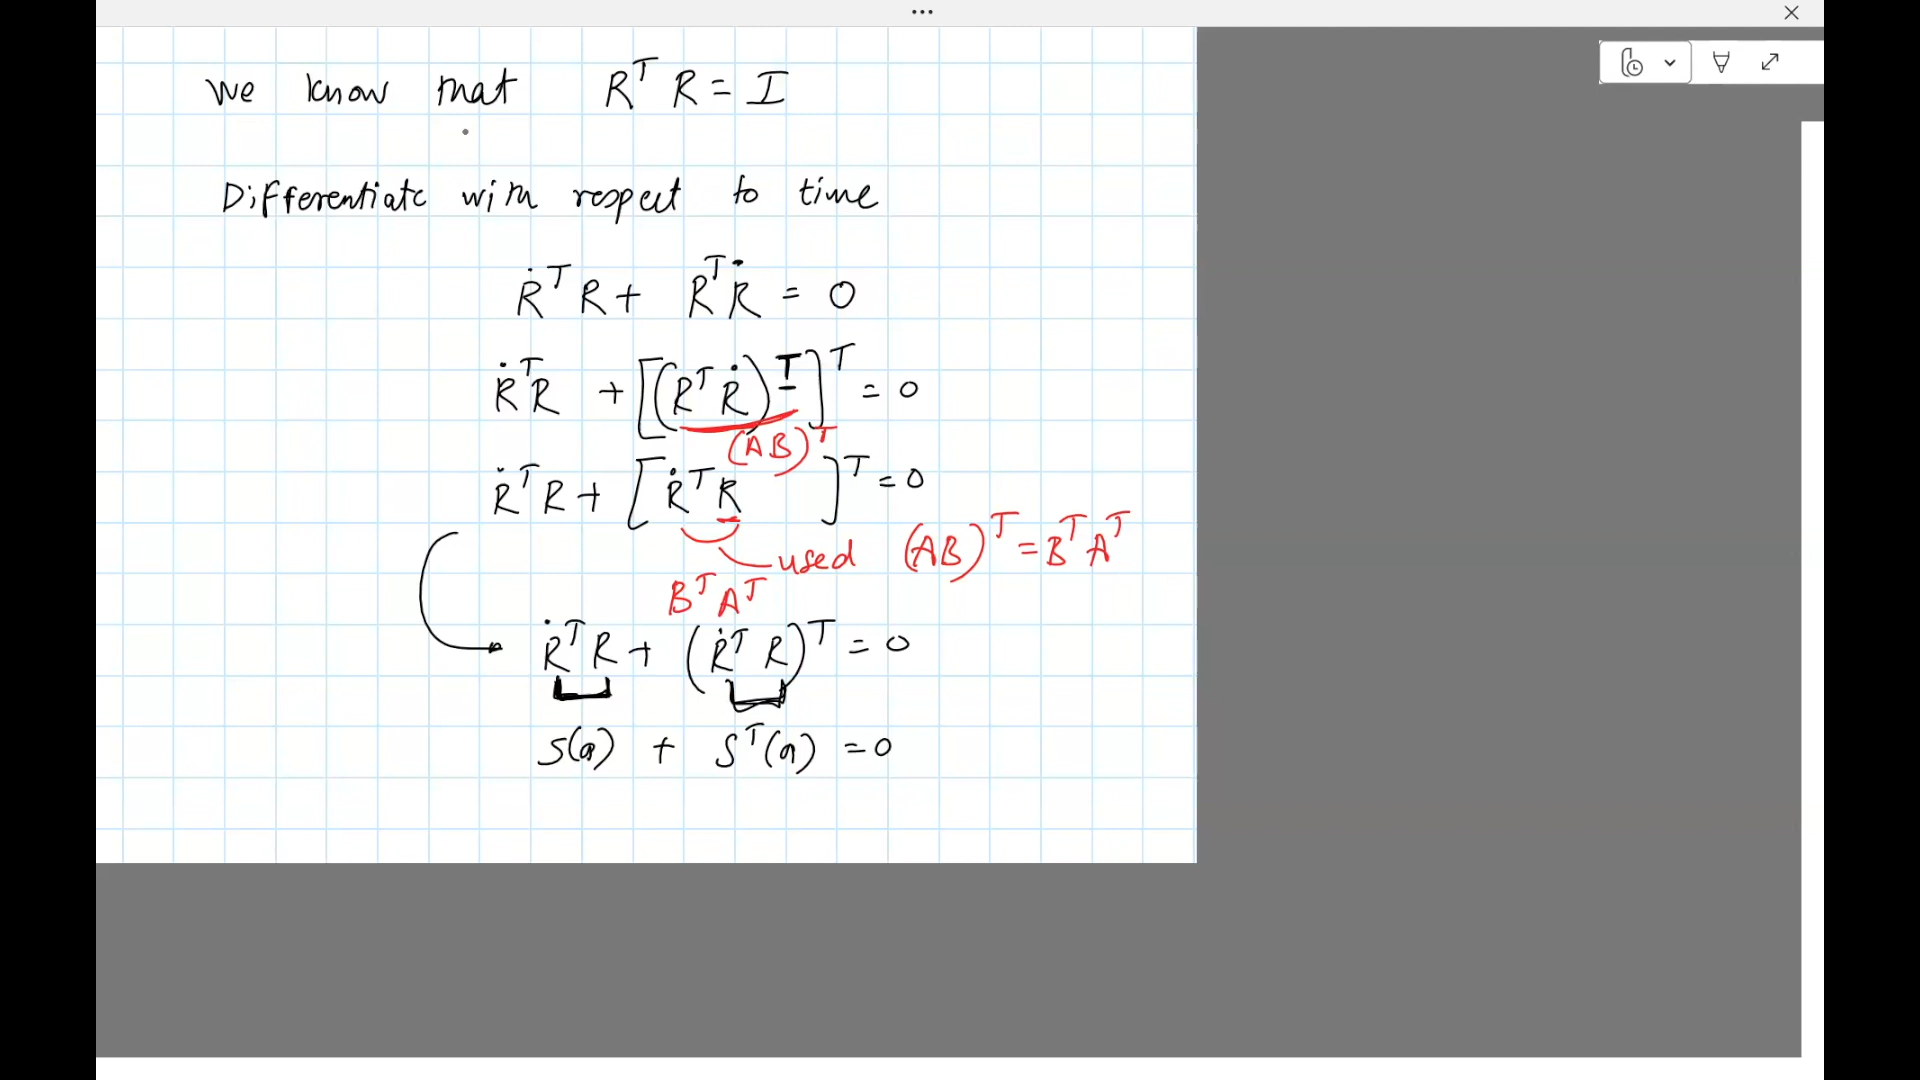 We know that R^T R = I
Differentiate with respect to time
Ṙ^T R + R^T Ṙ = 0
Ṙ^T R + [(R^T Ṙ)^T]^T = 0
(AB)^T
Ṙ^T R + [Ṙ^T R]^T = 0
used (AB)^T = B^T A^T
B^T A^T
Ṙ^T R + (Ṙ^T R)^T = 0
S(a) + S^T(a) = 0